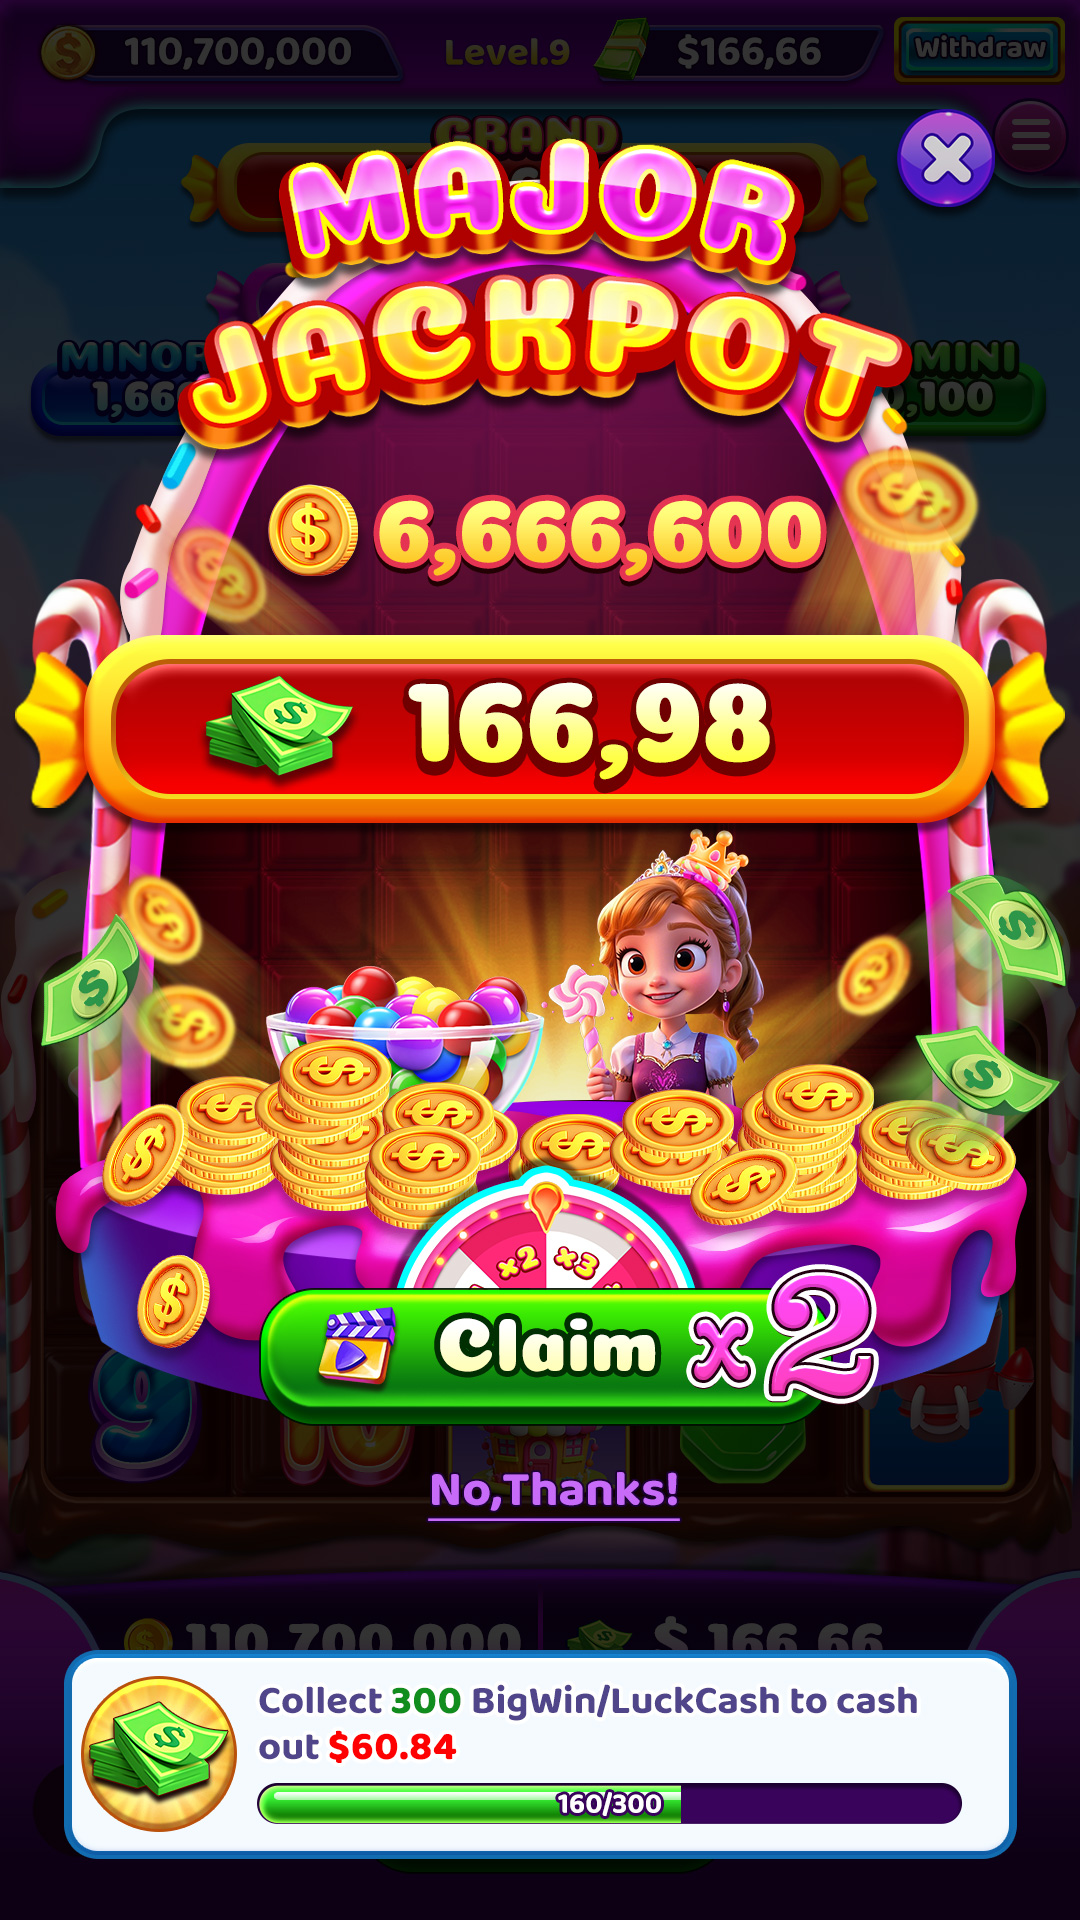 110,700,000
Level.9
$166,66
Withdraw
GRAND
MAJOR
JACKPOT
MINOR
MINI
,100
6,666,600
166,98
x2
x3
Claim x2
9
10
No,Thanks!
110,700,000
$ 166,66
Collect 300 BigWin/LuckCash to cash
out $60.84
160/300